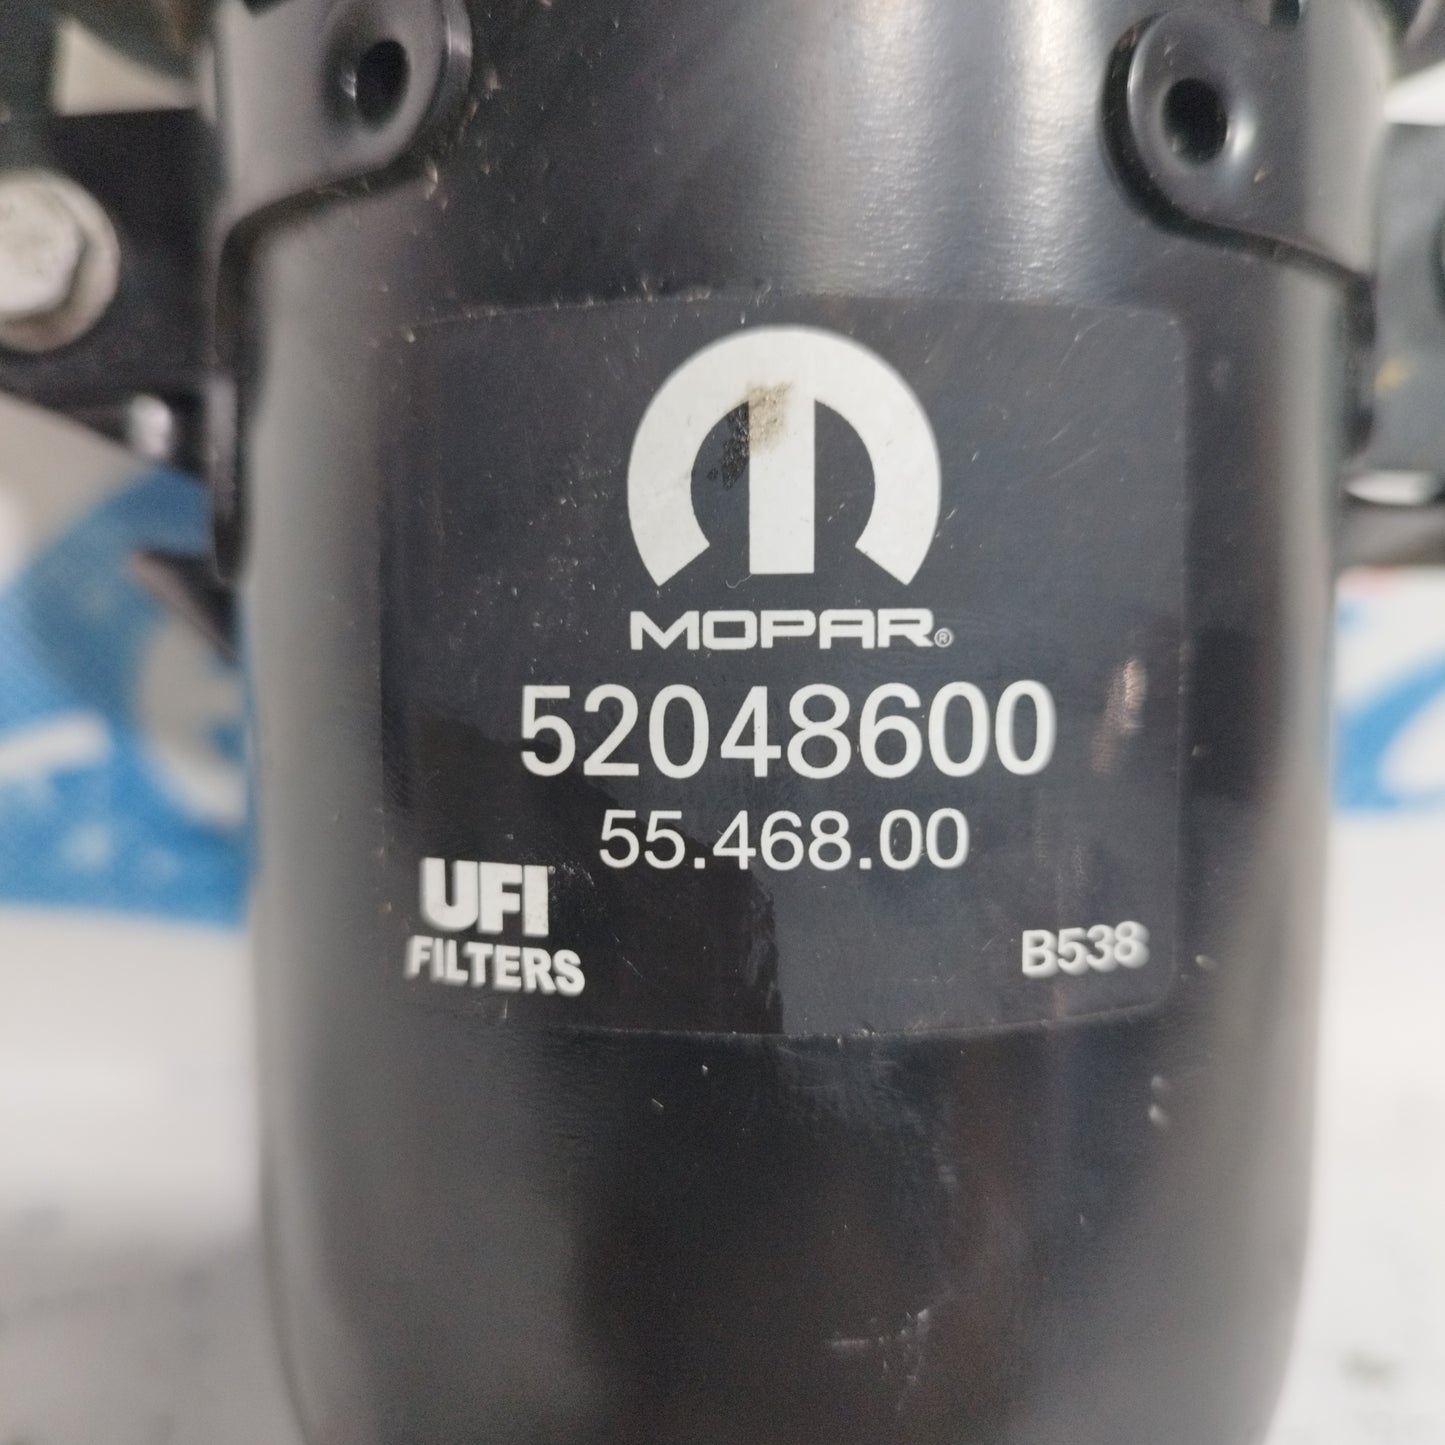 MOPAR®
52048600
55.468.00
UFI
FILTERS
B538